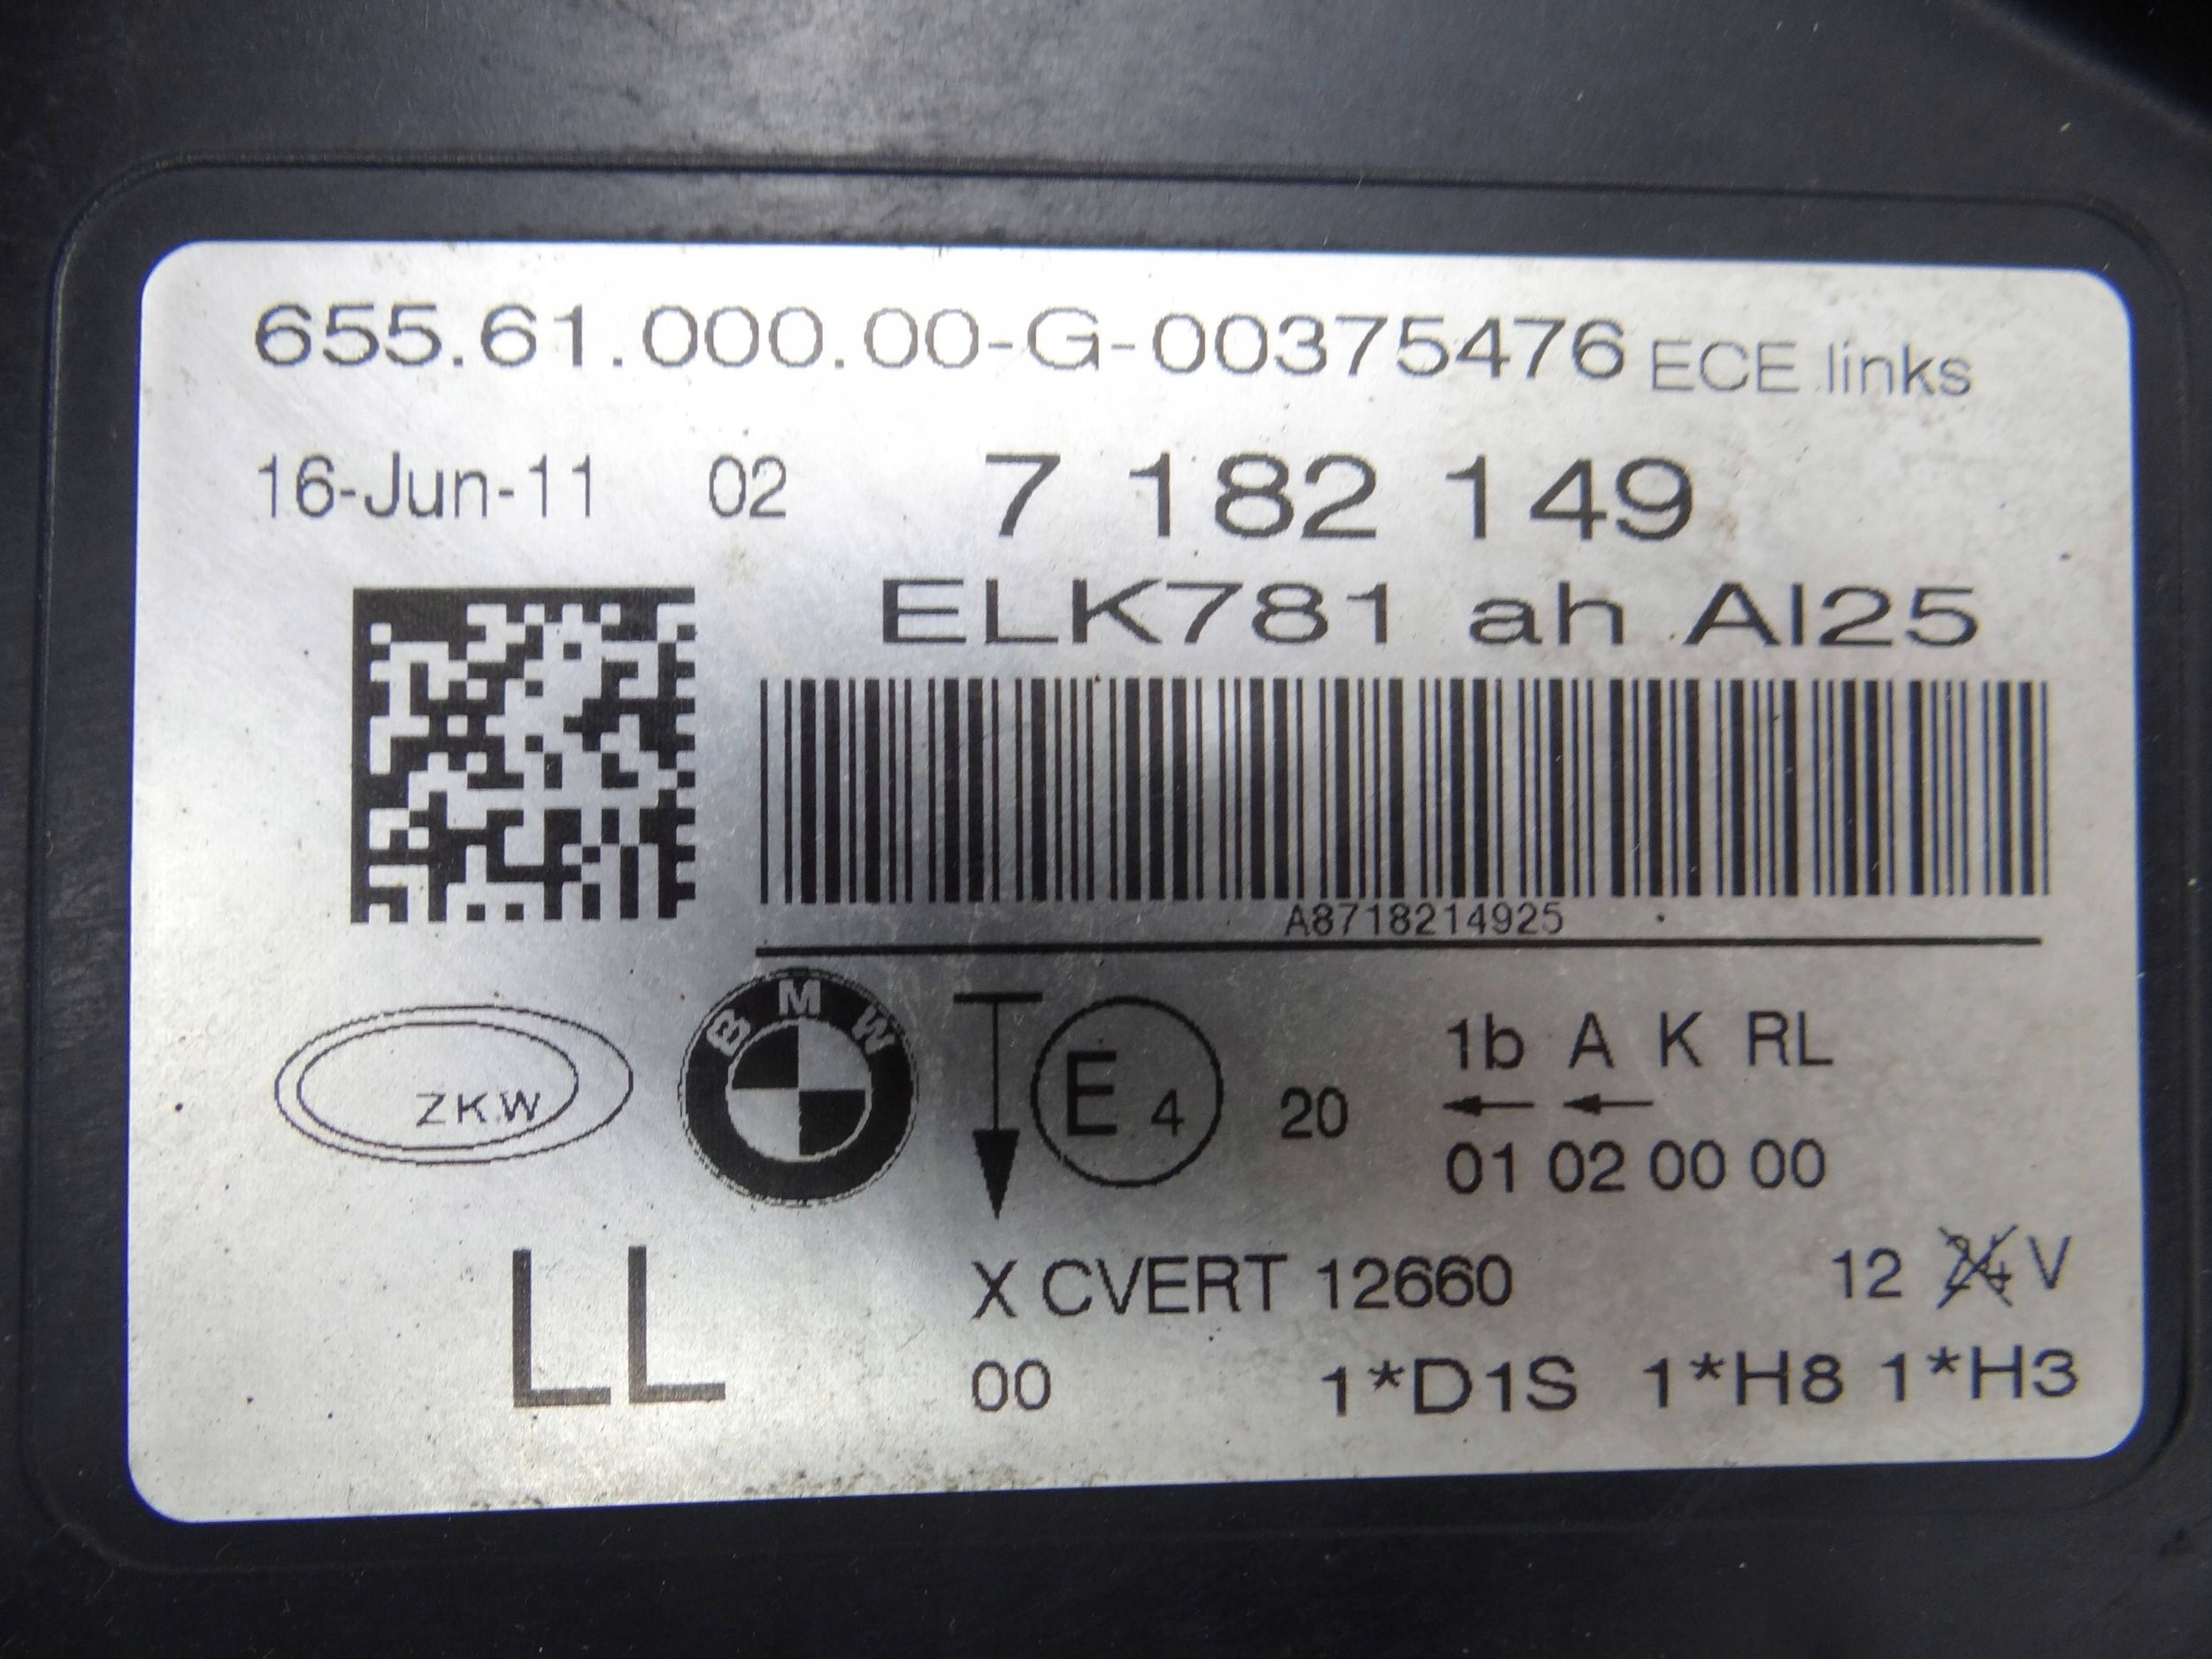 655.61.000.00-G-00375476 ECE links
16-Jun-11 02 7 182 149
ELK781 ah AI25
A8718214925
ZKW BMW E 4 20 1b A K RL
01 02 00 00
LL X CVERT 12660 12 24 V
00 1*D1S 1*H8 1*H3